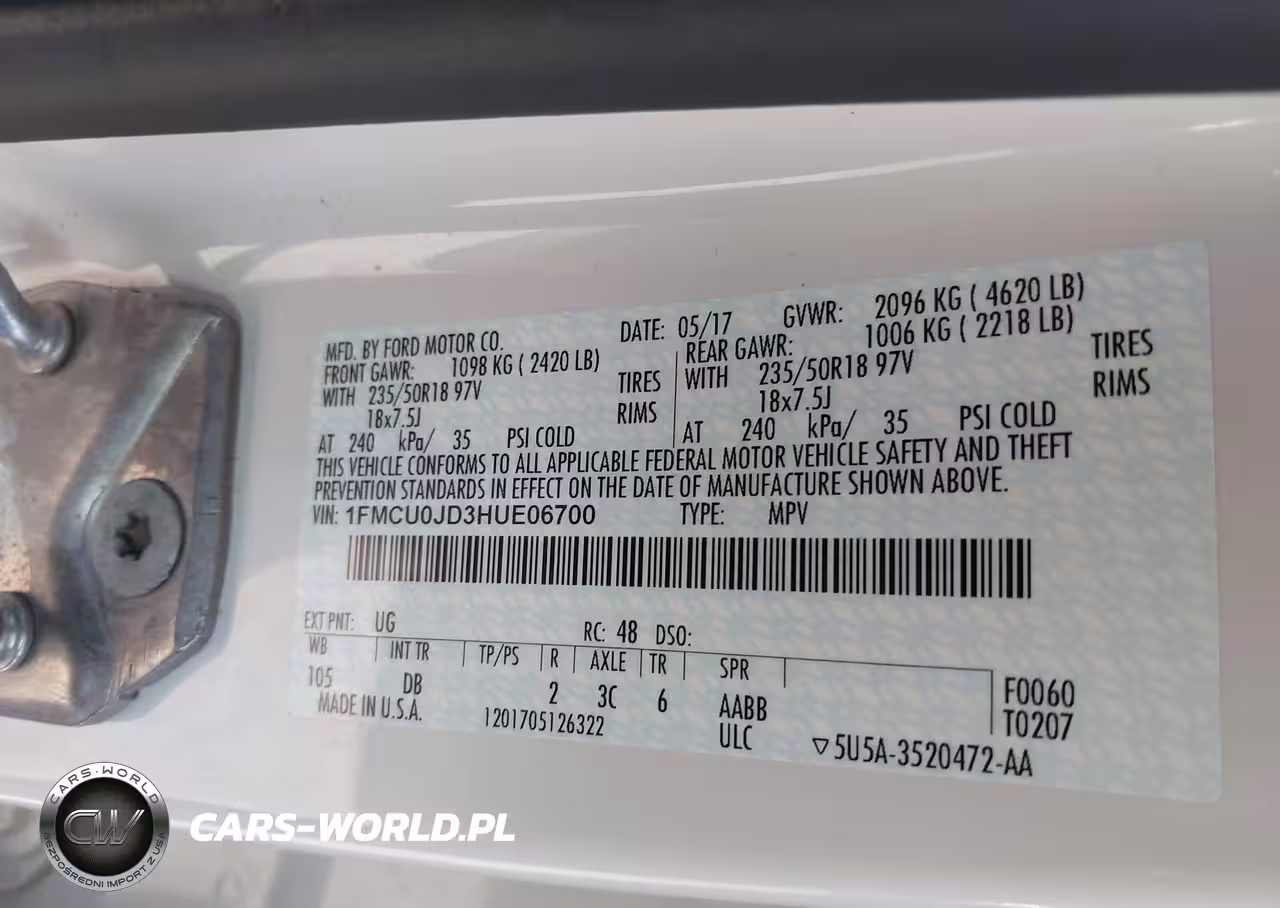 MFD. BY FORD MOTOR CO. DATE: 05/17 GVWR: 2096 KG ( 4620 LB)
FRONT GAWR: 1098 KG ( 2420 LB) REAR GAWR: 1006 KG ( 2218 LB)
WITH 235/50R18 97V TIRES WITH 235/50R18 97V TIRES
18x7.5J RIMS 18x7.5J RIMS
AT 240 kPa/ 35 PSI COLD AT 240 kPa/ 35 PSI COLD
THIS VEHICLE CONFORMS TO ALL APPLICABLE FEDERAL MOTOR VEHICLE SAFETY AND THEFT
PREVENTION STANDARDS IN EFFECT ON THE DATE OF MANUFACTURE SHOWN ABOVE.
VIN: 1FMCU0JD3HUE06700 TYPE: MPV
EXT PNT: UG RC: 48 DSO:
WB INT TR TP/PS R AXLE TR SPR
105 DB 2 3C 6 AABB F0060
MADE IN U.S.A. 1201705126322 ULC T0207
▽5U5A-3520472-AA
CARS-WORLD
CW
BEZPOŚREDNI IMPORT Z USA
CARS-WORLD.PL